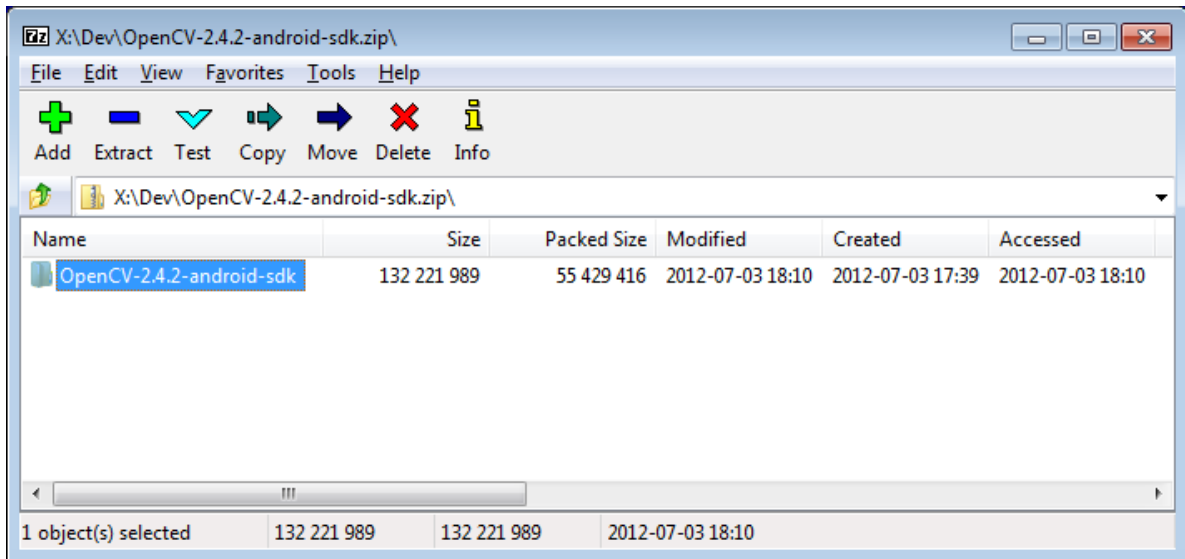 7z X:\Dev\OpenCV-2.4.2-android-sdk.zip\
File Edit View Favorites Tools Help
Add Extract Test Copy Move Delete Info
X:\Dev\OpenCV-2.4.2-android-sdk.zip\
Name Size Packed Size Modified Created Accessed
OpenCV-2.4.2-android-sdk 132 221 989 55 429 416 2012-07-03 18:10 2012-07-03 17:39 2012-07-03 18:10
1 object(s) selected 132 221 989 132 221 989 2012-07-03 18:10